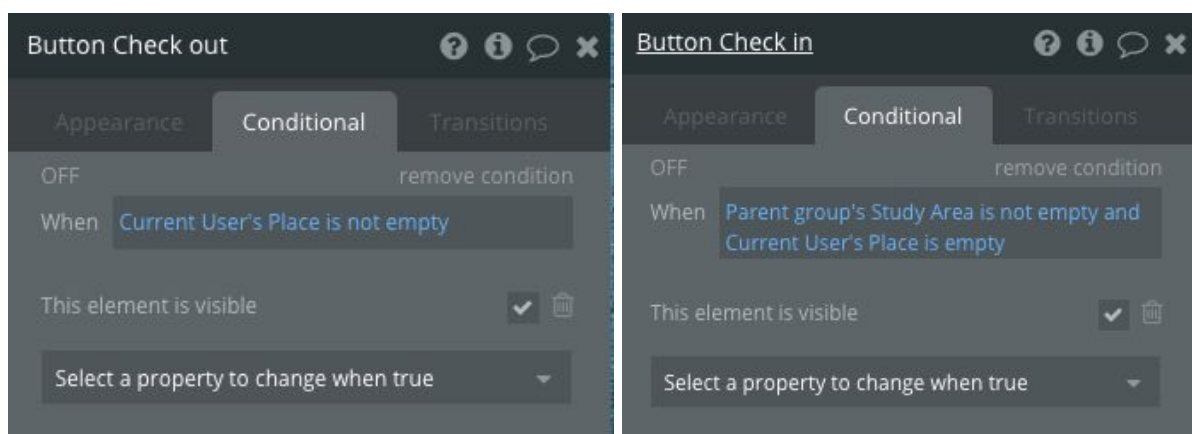 Button Check out
Appearance Conditional Transitions
OFF remove condition
When Current User's Place is not empty
This element is visible
Select a property to change when true
Button Check in
Appearance Conditional Transitions
OFF remove condition
When Parent group's Study Area is not empty and
Current User's Place is empty
This element is visible
Select a property to change when true